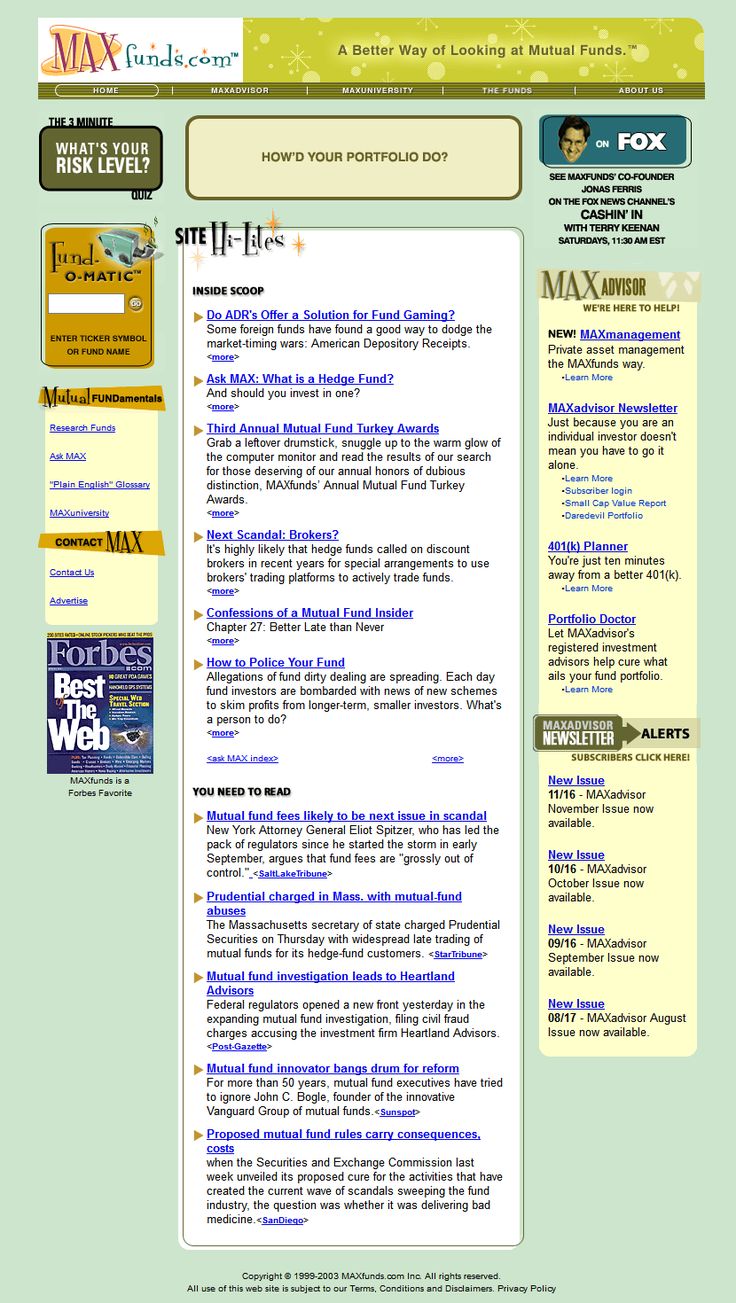 MAXfunds.com™
A Better Way of Looking at Mutual Funds.™
HOME
MAXADVISOR
MAXUNIVERSITY
THE FUNDS
ABOUT US
THE 3 MINUTE
WHAT'S YOUR
RISK LEVEL?
QUIZ
HOW'D YOUR PORTFOLIO DO?
ON FOX
SEE MAXFUNDS' CO-FOUNDER
JONAS FERRIS
ON THE FOX NEWS CHANNEL'S
CASHIN' IN
WITH TERRY KEENAN
SATURDAYS, 11:30 AM EST
Fund-
O-MATIC™
GO
ENTER TICKER SYMBOL
OR FUND NAME
Mutual FUNDamentals
Research Funds
Ask MAX
"Plain English" Glossary
MAXuniversity
CONTACT MAX
Contact Us
Advertise
Forbes
.COM
Best
of The
Web
SPECIAL WEB
TRAVEL SECTION
MAXfunds is a
Forbes Favorite
SITE Hi-Lites
INSIDE SCOOP
Do ADR's Offer a Solution for Fund Gaming?
Some foreign funds have found a good way to dodge the
market-timing wars: American Depository Receipts.
<more>
Ask MAX: What is a Hedge Fund?
And should you invest in one?
<more>
Third Annual Mutual Fund Turkey Awards
Grab a leftover drumstick, snuggle up to the warm glow of
the computer monitor and read the results of our search
for those deserving of our annual honors of dubious
distinction, MAXfunds' Annual Mutual Fund Turkey
Awards.
<more>
Next Scandal: Brokers?
It's highly likely that hedge funds called on discount
brokers in recent years for special arrangements to use
brokers' trading platforms to actively trade funds.
<more>
Confessions of a Mutual Fund Insider
Chapter 27: Better Late than Never
<more>
How to Police Your Fund
Allegations of fund dirty dealing are spreading. Each day
fund investors are bombarded with news of new schemes
to skim profits from longer-term, smaller investors. What's
a person to do?
<more>
<ask MAX index>
<more>
YOU NEED TO READ
Mutual fund fees likely to be next issue in scandal
New York Attorney General Eliot Spitzer, who has led the
pack of regulators since he started the storm in early
September, argues that fund fees are "grossly out of
control." <SaltLakeTribune>
Prudential charged in Mass. with mutual-fund
abuses
The Massachusetts secretary of state charged Prudential
Securities on Thursday with widespread late trading of
mutual funds for its hedge-fund customers. <StarTribune>
Mutual fund investigation leads to Heartland
Advisors
Federal regulators opened a new front yesterday in the
expanding mutual fund investigation, filing civil fraud
charges accusing the investment firm Heartland Advisors.
<Post-Gazette>
Mutual fund innovator bangs drum for reform
For more than 50 years, mutual fund executives have tried
to ignore John C. Bogle, founder of the innovative
Vanguard Group of mutual funds.<Sunspot>
Proposed mutual fund rules carry consequences,
costs
when the Securities and Exchange Commission last
week unveiled its proposed cure for the activities that have
created the current wave of scandals sweeping the fund
industry, the question was whether it was delivering bad
medicine.<SanDiego>
MAX ADVISOR
WE'RE HERE TO HELP!
NEW! MAXmanagement
Private asset management
the MAXfunds way.
•Learn More
MAXadvisor Newsletter
Just because you are an
individual investor doesn't
mean you have to go it
alone.
•Learn More
•Subscriber login
•Small Cap Value Report
•Daredevil Portfolio
401(k) Planner
You're just ten minutes
away from a better 401(k).
•Learn More
Portfolio Doctor
Let MAXadvisor's
registered investment
advisors help cure what
ails your fund portfolio.
•Learn More
MAXADVISOR
NEWSLETTER
ALERTS
SUBSCRIBERS CLICK HERE!
New Issue
11/16 - MAXadvisor
November Issue now
available.
New Issue
10/16 - MAXadvisor
October Issue now
available.
New Issue
09/16 - MAXadvisor
September Issue now
available.
New Issue
08/17 - MAXadvisor August
Issue now available.
Copyright © 1999-2003 MAXfunds.com Inc. All rights reserved.
All use of this web site is subject to our Terms, Conditions and Disclaimers. Privacy Policy